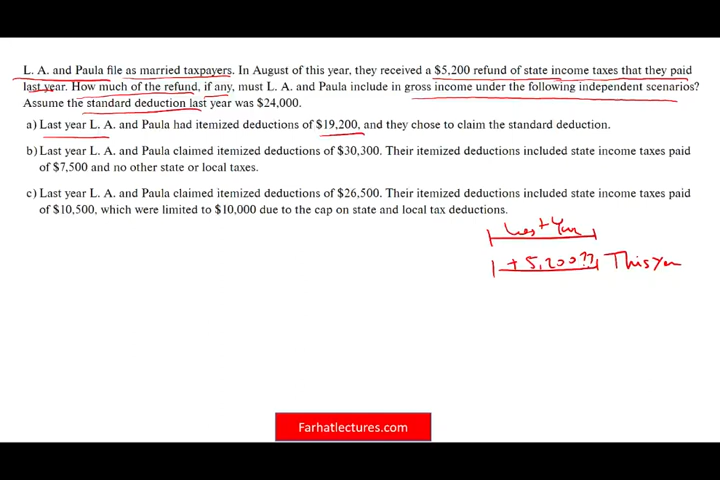 L. A. and Paula file as married taxpayers. In August of this year, they received a $5,200 refund of state income taxes that they paid
last year. How much of the refund, if any, must L. A. and Paula include in gross income under the following independent scenarios?
Assume the standard deduction last year was $24,000.
a) Last year L. A. and Paula had itemized deductions of $19,200, and they chose to claim the standard deduction.
b) Last year L. A. and Paula claimed itemized deductions of $30,300. Their itemized deductions included state income taxes paid
of $7,500 and no other state or local taxes.
c) Last year L. A. and Paula claimed itemized deductions of $26,500. Their itemized deductions included state income taxes paid
of $10,500, which were limited to $10,000 due to the cap on state and local tax deductions.
Last Year
+ 5,200?? This year
Farhatlectures.com